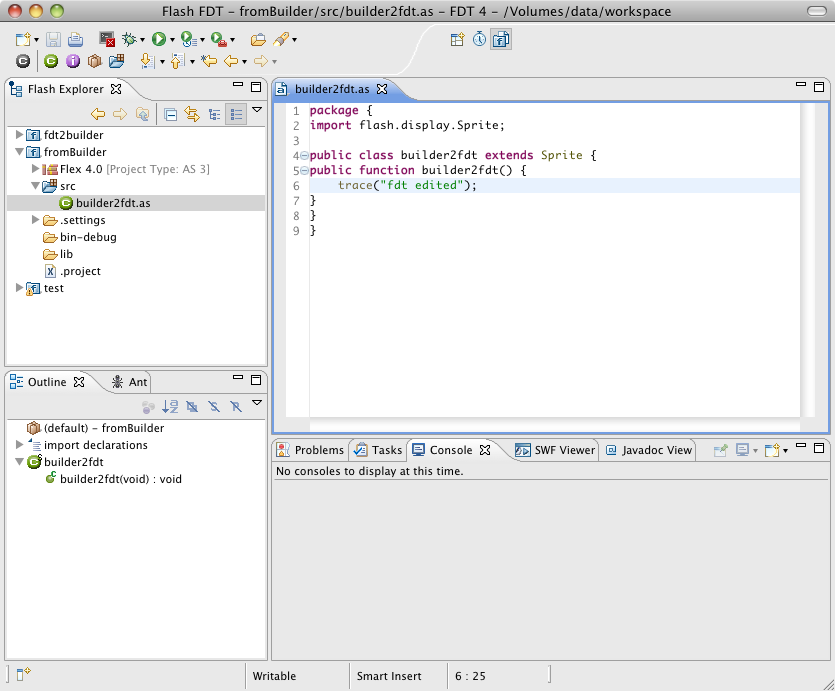 Flash FDT - fromBuilder/src/builder2fdt.as - FDT 4 - /Volumes/data/workspace
Flash Explorer
fdt2builder
fromBuilder
Flex 4.0 [Project Type: AS 3]
src
builder2fdt.as
.settings
bin-debug
lib
.project
test
builder2fdt.as
1 package {
2 import flash.display.Sprite;
3
4 public class builder2fdt extends Sprite {
5 public function builder2fdt() {
6 trace("fdt edited");
7 }
8 }
9 }
Outline Ant
(default) - fromBuilder
import declarations
builder2fdt
builder2fdt(void) : void
Problems Tasks Console SWF Viewer Javadoc View
No consoles to display at this time.
Writable Smart Insert 6 : 25